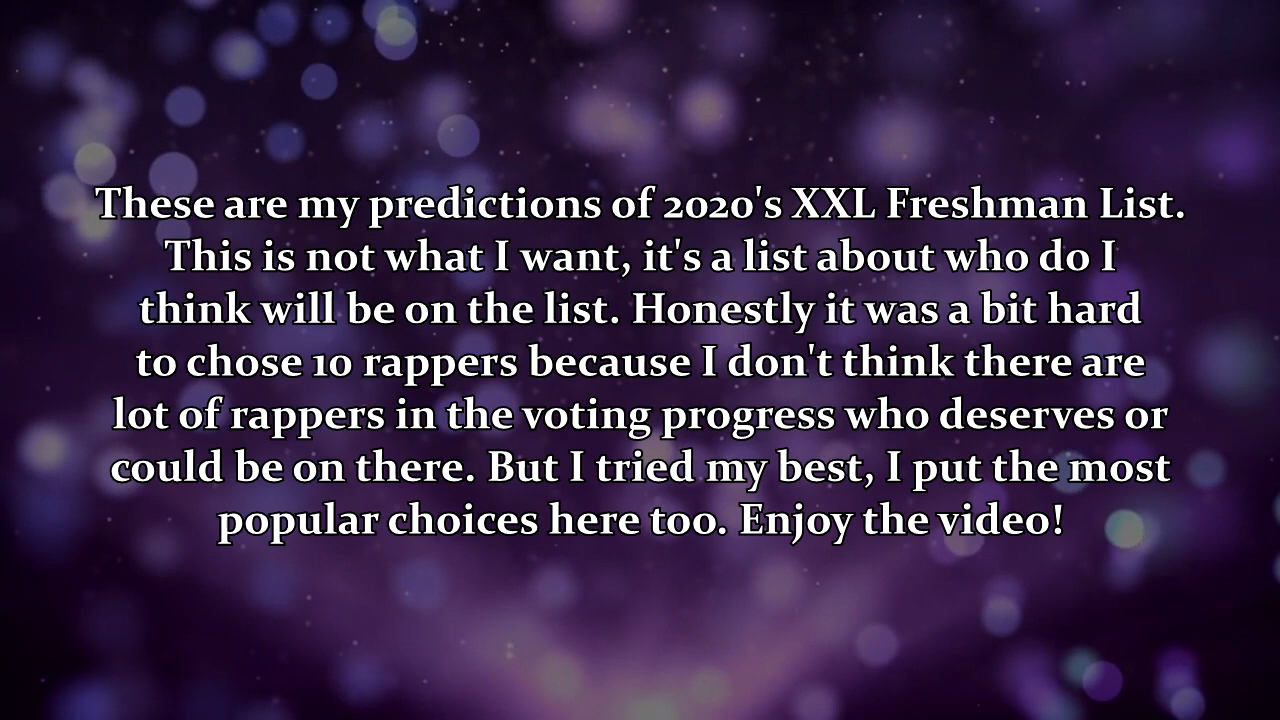 These are my predictions of 2020's XXL Freshman List.
This is not what I want, it's a list about who do I
think will be on the list. Honestly it was a bit hard
to chose 10 rappers because I don't think there are
lot of rappers in the voting progress who deserves or
could be on there. But I tried my best, I put the most
popular choices here too. Enjoy the video!